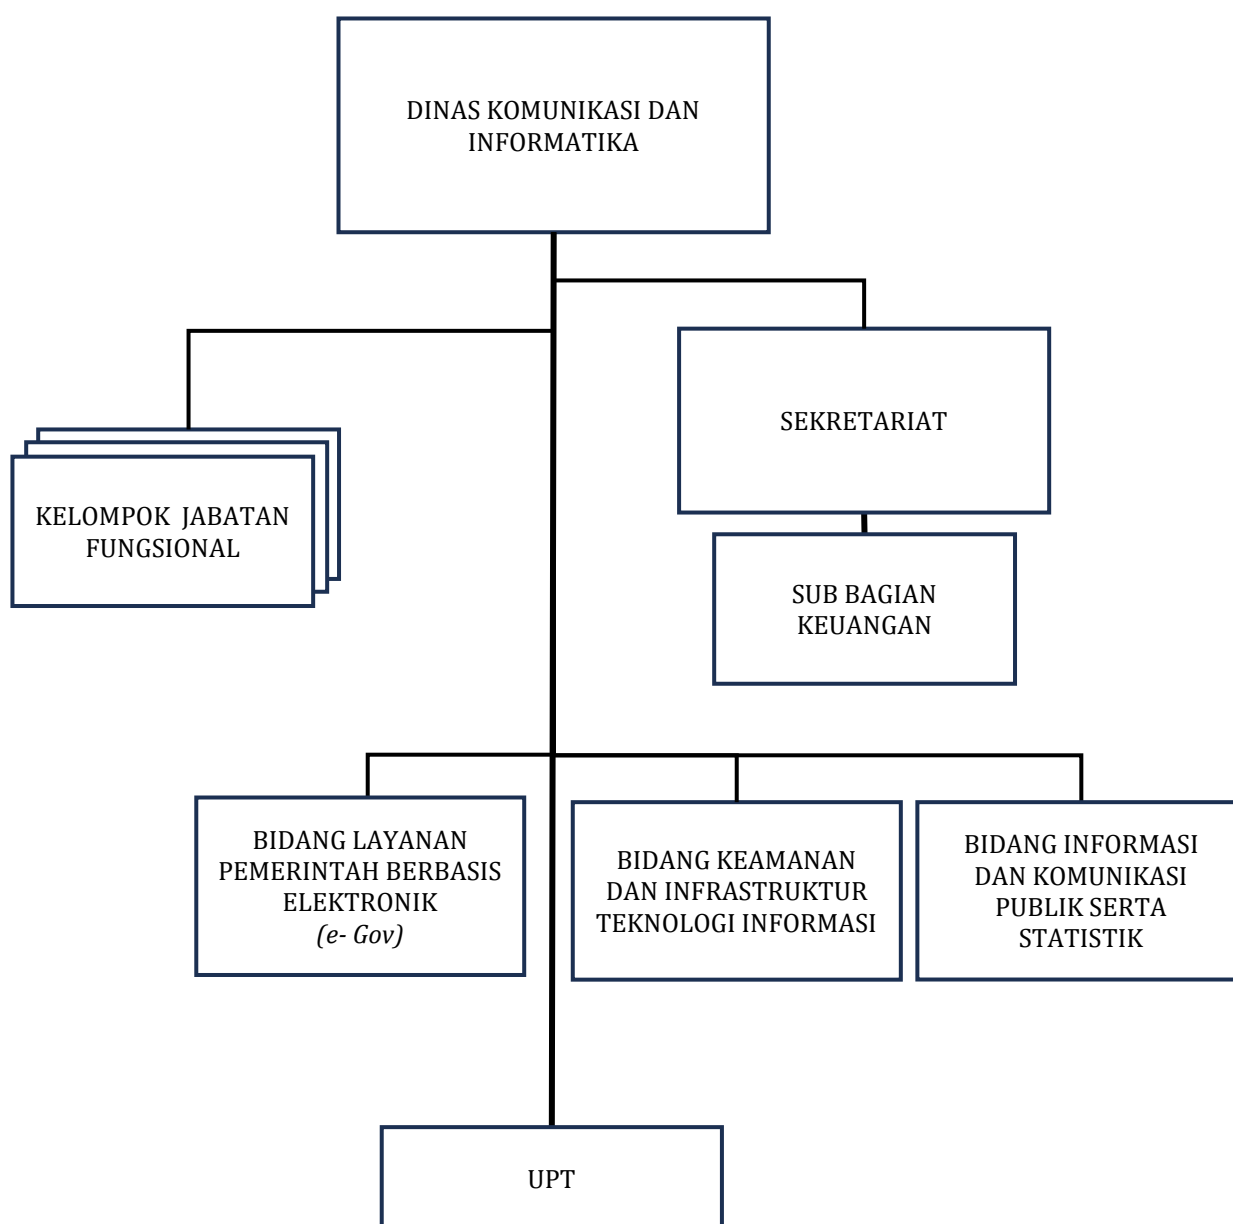 DINAS KOMUNIKASI DAN
INFORMATIKA
SEKRETARIAT
KELOMPOK  JABATAN
FUNGSIONAL
SUB BAGIAN
KEUANGAN
BIDANG LAYANAN
PEMERINTAH BERBASIS
ELEKTRONIK
(e- Gov)
BIDANG KEAMANAN
DAN INFRASTRUKTUR
TEKNOLOGI INFORMASI
BIDANG INFORMASI
DAN KOMUNIKASI
PUBLIK SERTA
STATISTIK
UPT